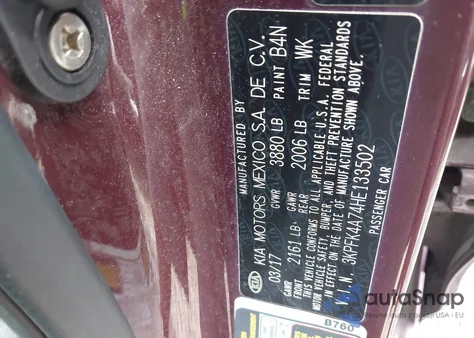 MANUFACTURED BY
KIA MOTORS MEXICO S.A. DE C.V.
03/17 GVWR 3880 LB PAINT B4N
GAWR FRONT 2161 LB GAWR REAR 2006 LB TRIM WK
THIS VEHICLE CONFORMS TO ALL APPLICABLE U.S.A. FEDERAL
MOTOR VEHICLE SAFETY, BUMPER, AND THEFT PREVENTION STANDARDS
IN EFFECT ON THE DATE OF MANUFACTURE SHOWN ABOVE.
V.I.N. 3KPFK4A74HE133502
PASSENGER CAR
KIA
B760
autoSnap